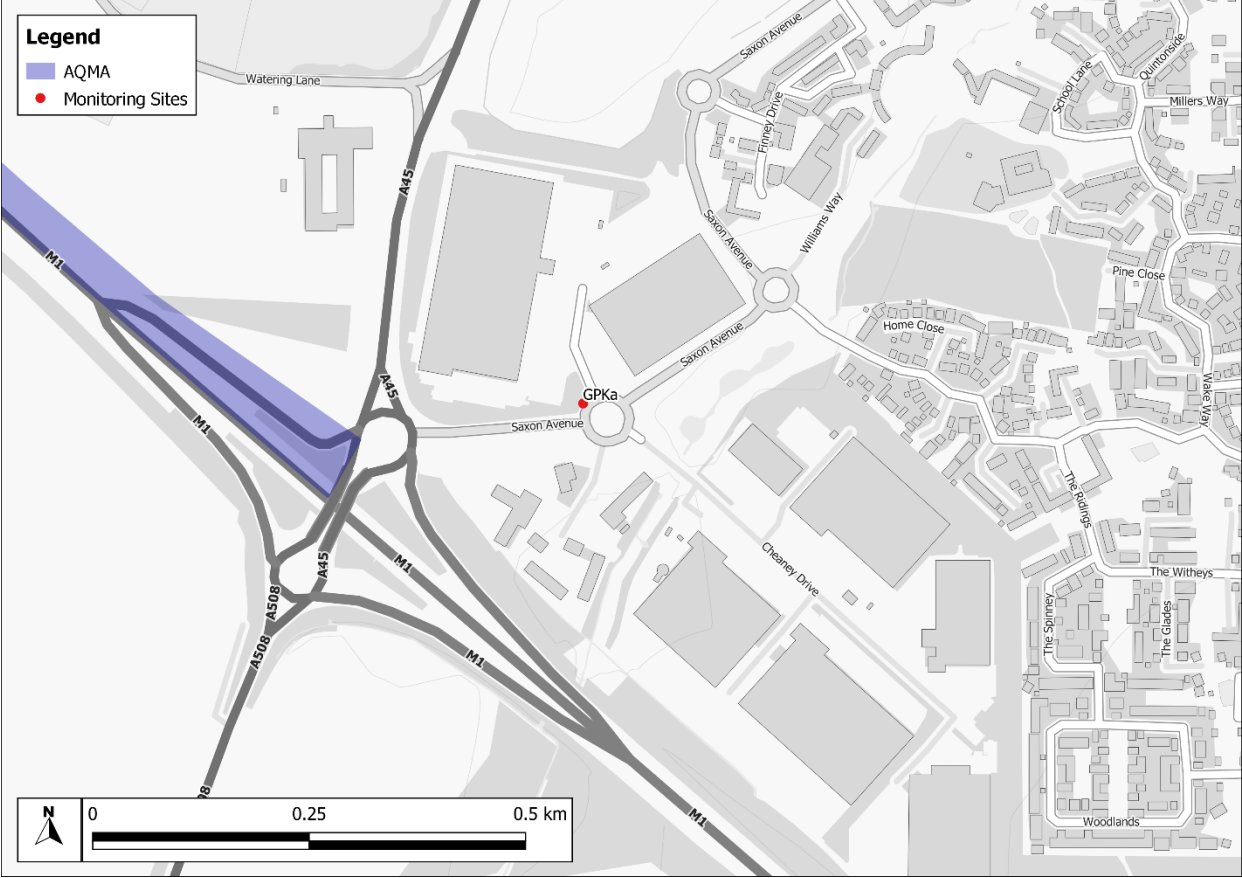 Legend
AQMA
Monitoring Sites
Watering Lane
Saxon Avenue
Quintonside
School Lane
Millers Way
Finney Drive
A45
Williams Way
Saxon Avenue
M1
Pine Close
Home Close
Saxon Avenue
A45
GPKa
Wake Way
M1
Saxon Avenue
The Ridings
M1
A45
Cheaney Drive
The Witheys
A508
The Spinney
The Glades
A508
M1
08
N
0 0.25 0.5 km
M1
Woodlands